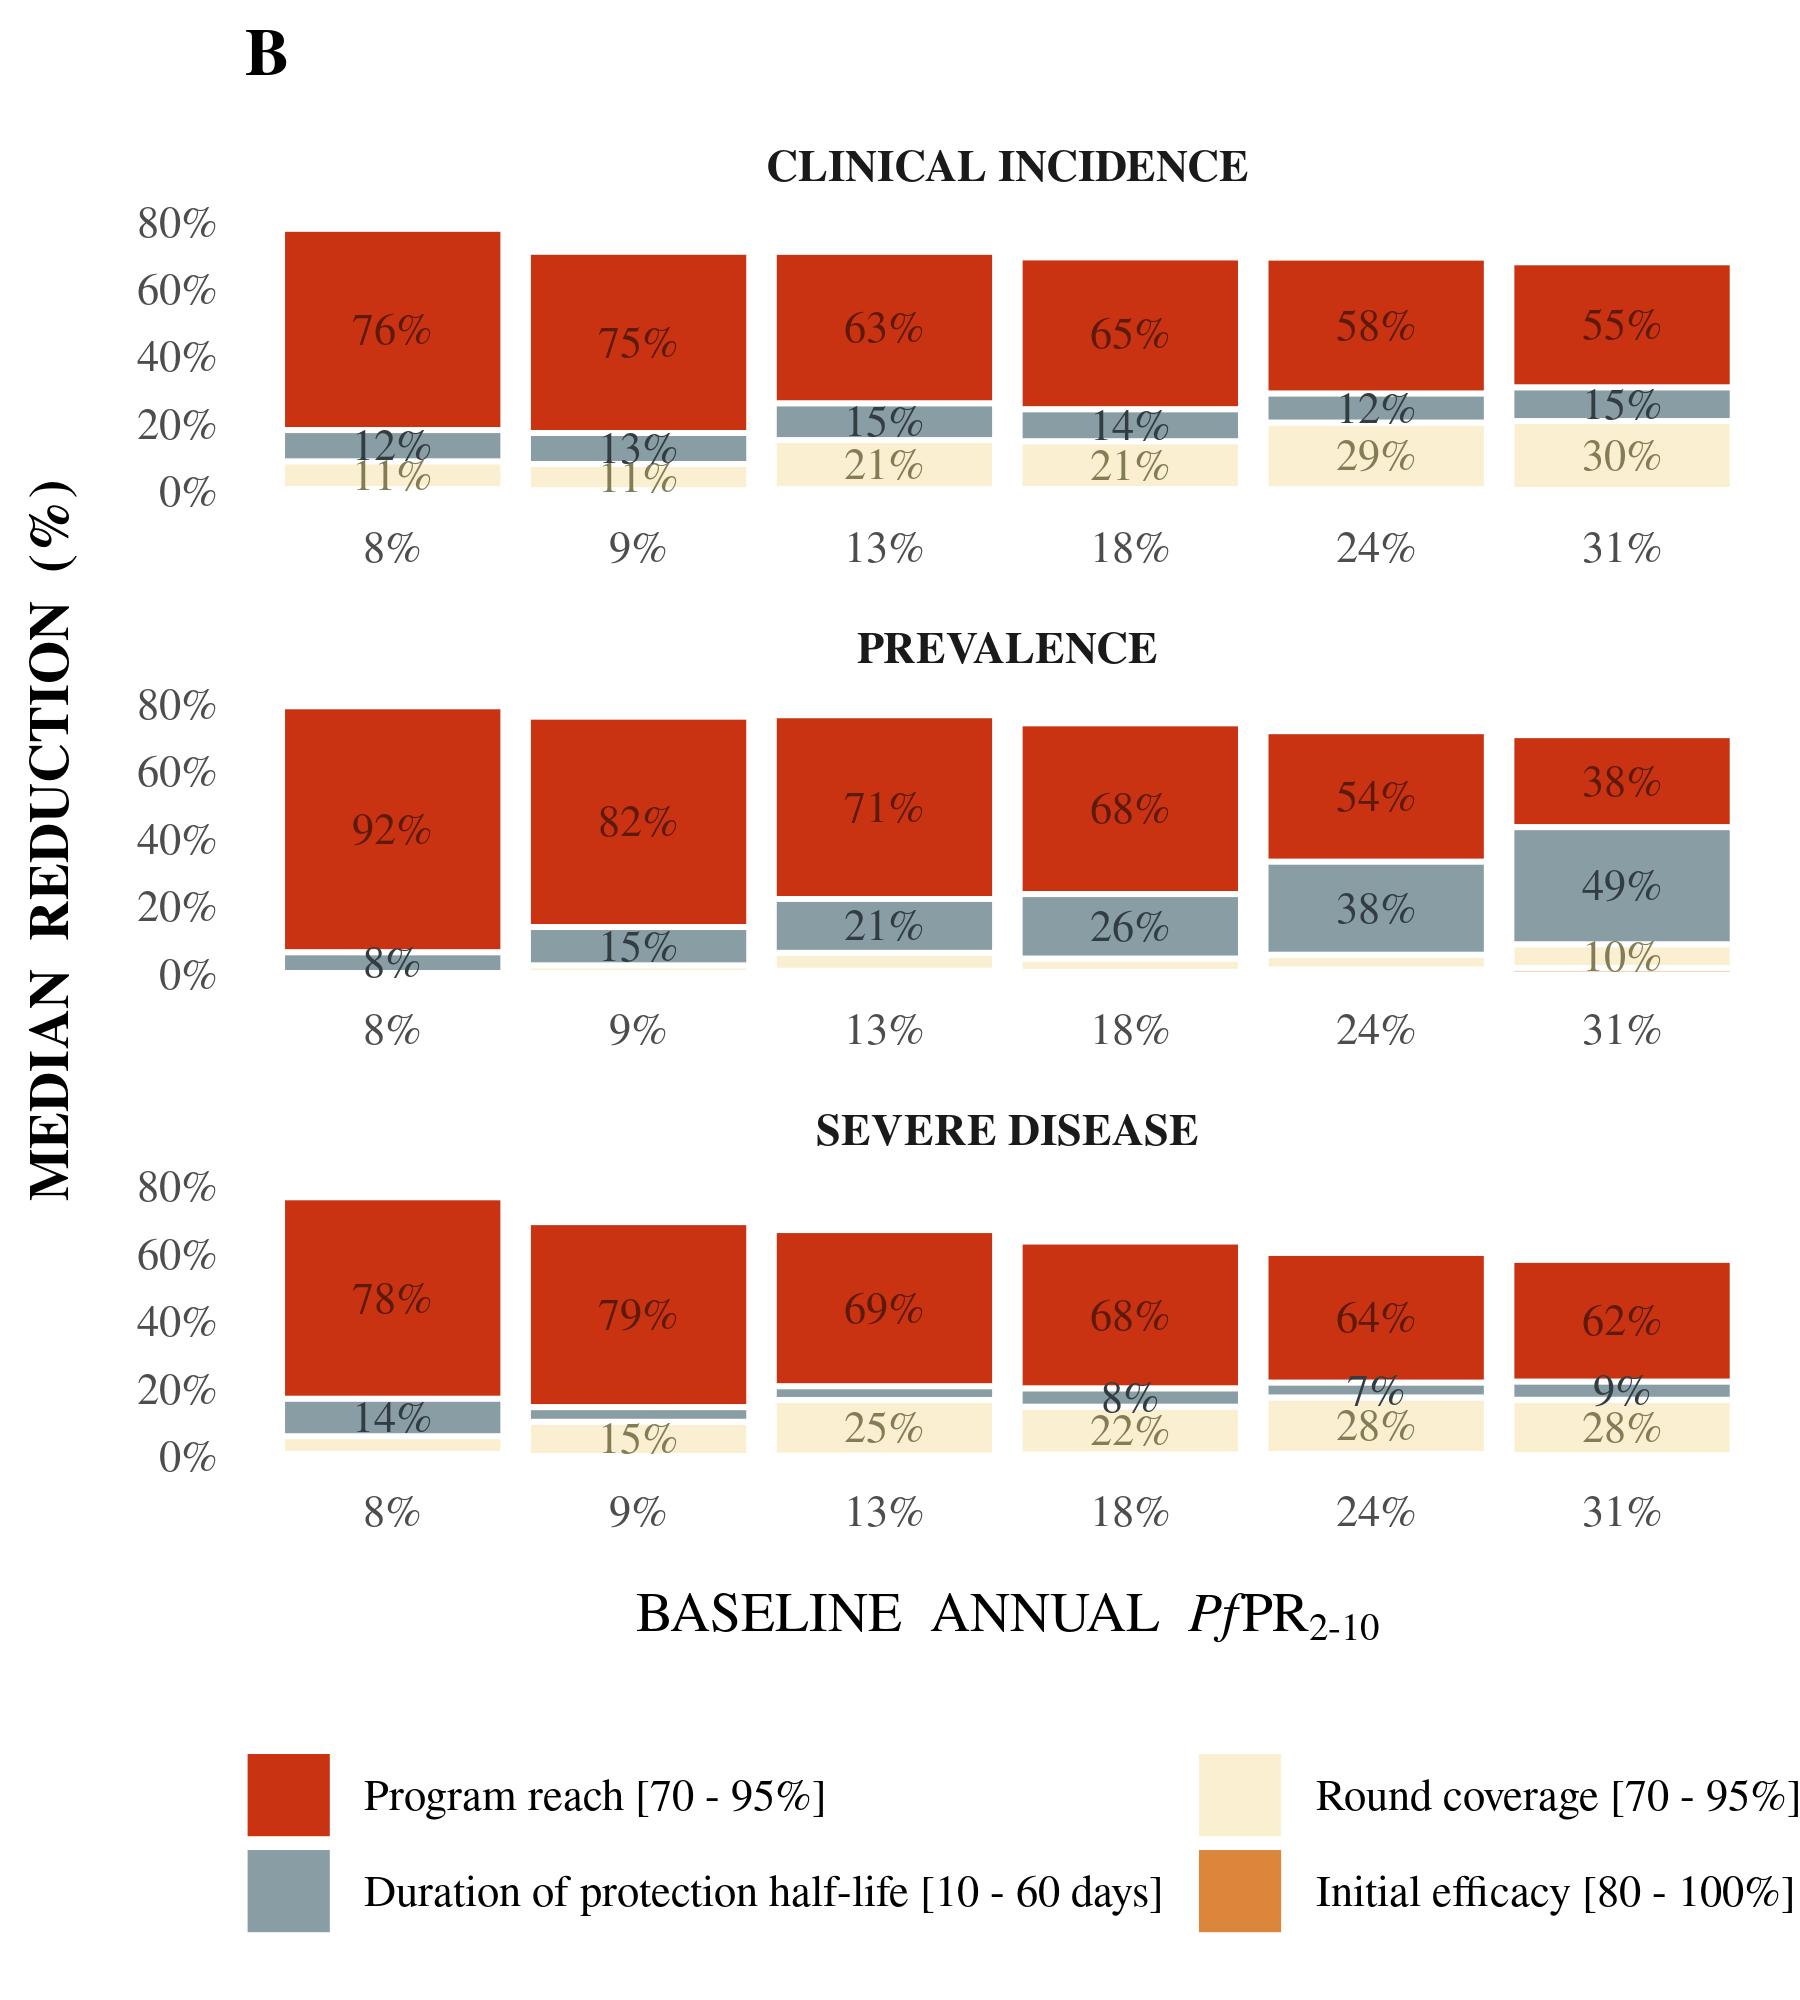 B
CLINICAL INCIDENCE
80%
60%
40%
20%
0%
76% 75% 63% 65% 58% 55%
12% 13% 15% 14% 12% 15%
11% 11% 21% 21% 29% 30%
8% 9% 13% 18% 24% 31%
MEDIAN REDUCTION (%)
PREVALENCE
80%
60%
40%
20%
0%
92% 82% 71% 68% 54% 38%
8% 15% 21% 26% 38% 49%
10%
8% 9% 13% 18% 24% 31%
SEVERE DISEASE
80%
60%
40%
20%
0%
78% 79% 69% 68% 64% 62%
14% 8% 7% 9%
15% 25% 22% 28% 28%
8% 9% 13% 18% 24% 31%
BASELINE ANNUAL PfPR2-10
Program reach [70 - 95%]
Round coverage [70 - 95%]
Duration of protection half-life [10 - 60 days]
Initial efficacy [80 - 100%]